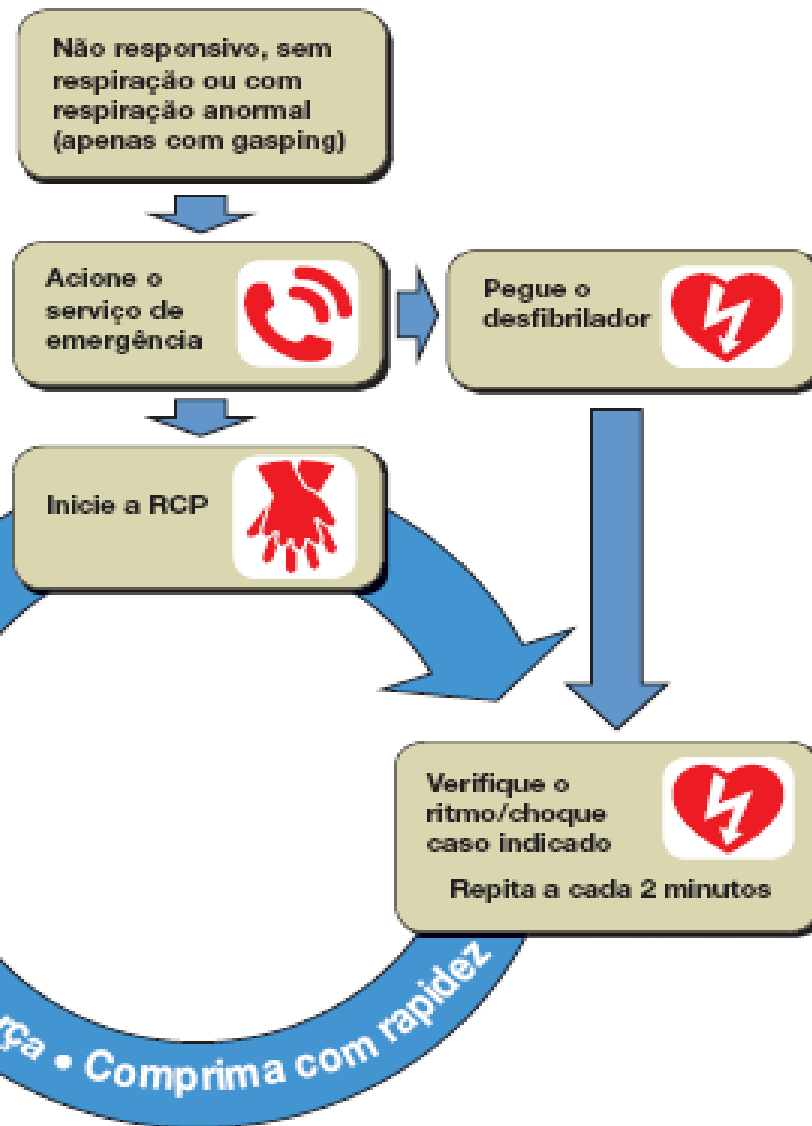 Não responsivo, sem
respiração ou com
respiração anormal
(apenas com gasping)
Acione o
serviço de
emergência
Pegue o
desfibrilador
Inicie a RCP
Verifique o
ritmo/choque
caso indicado
Repita a cada 2 minutos
rça • Comprima com rapidez